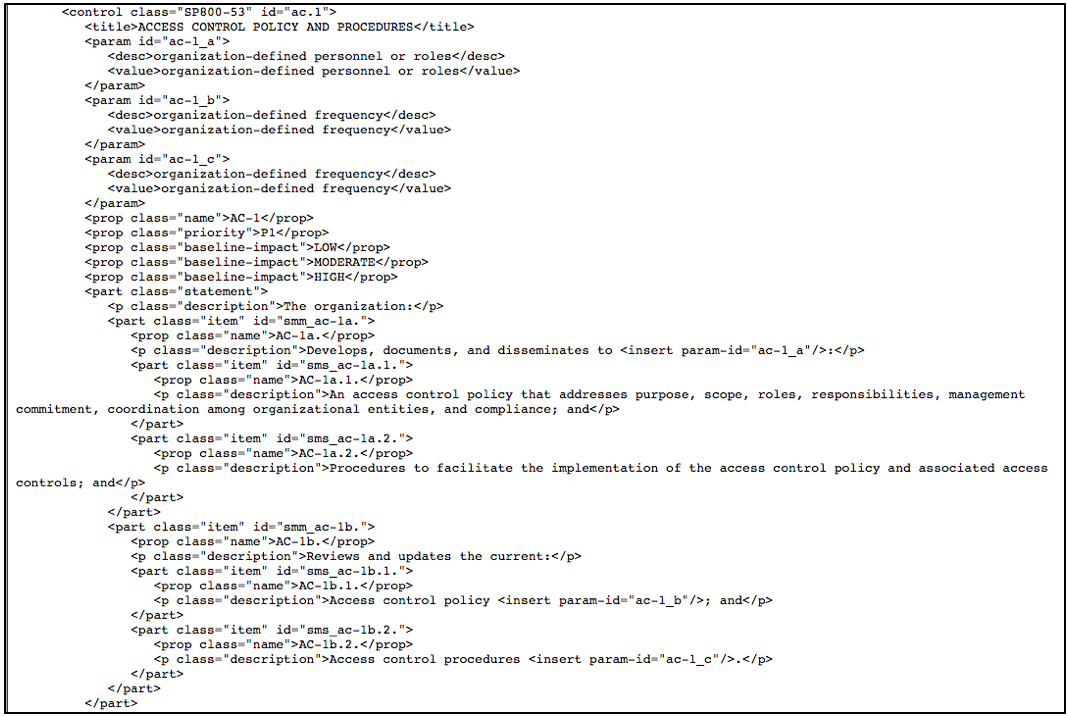 <control class="SP800-53" id="ac.1">
<title>ACCESS CONTROL POLICY AND PROCEDURES</title>
<param id="ac-1_a">
<desc>organization-defined personnel or roles</desc>
<value>organization-defined personnel or roles</value>
</param>
<param id="ac-1_b">
<desc>organization-defined frequency</desc>
<value>organization-defined frequency</value>
</param>
<param id="ac-1_c">
<desc>organization-defined frequency</desc>
<value>organization-defined frequency</value>
</param>
<prop class="name">AC-1</prop>
<prop class="priority">P1</prop>
<prop class="baseline-impact">LOW</prop>
<prop class="baseline-impact">MODERATE</prop>
<prop class="baseline-impact">HIGH</prop>
<part class="statement">
<p class="description">The organization:</p>
<part class="item" id="smm_ac-1a.">
<prop class="name">AC-1a.</prop>
<p class="description">Develops, documents, and disseminates to <insert param-id="ac-1_a"/>:</p>
<part class="item" id="sms_ac-1a.1.">
<prop class="name">AC-1a.1.</prop>
<p class="description">An access control policy that addresses purpose, scope, roles, responsibilities, management
commitment, coordination among organizational entities, and compliance; and</p>
</part>
<part class="item" id="sms_ac-1a.2.">
<prop class="name">AC-1a.2.</prop>
<p class="description">Procedures to facilitate the implementation of the access control policy and associated access
controls; and</p>
</part>
</part>
<part class="item" id="smm_ac-1b.">
<prop class="name">AC-1b.</prop>
<p class="description">Reviews and updates the current:</p>
<part class="item" id="sms_ac-1b.1.">
<prop class="name">AC-1b.1.</prop>
<p class="description">Access control policy <insert param-id="ac-1_b"/>; and</p>
</part>
<part class="item" id="sms_ac-1b.2.">
<prop class="name">AC-1b.2.</prop>
<p class="description">Access control procedures <insert param-id="ac-1_c"/>.</p>
</part>
</part>
</part>